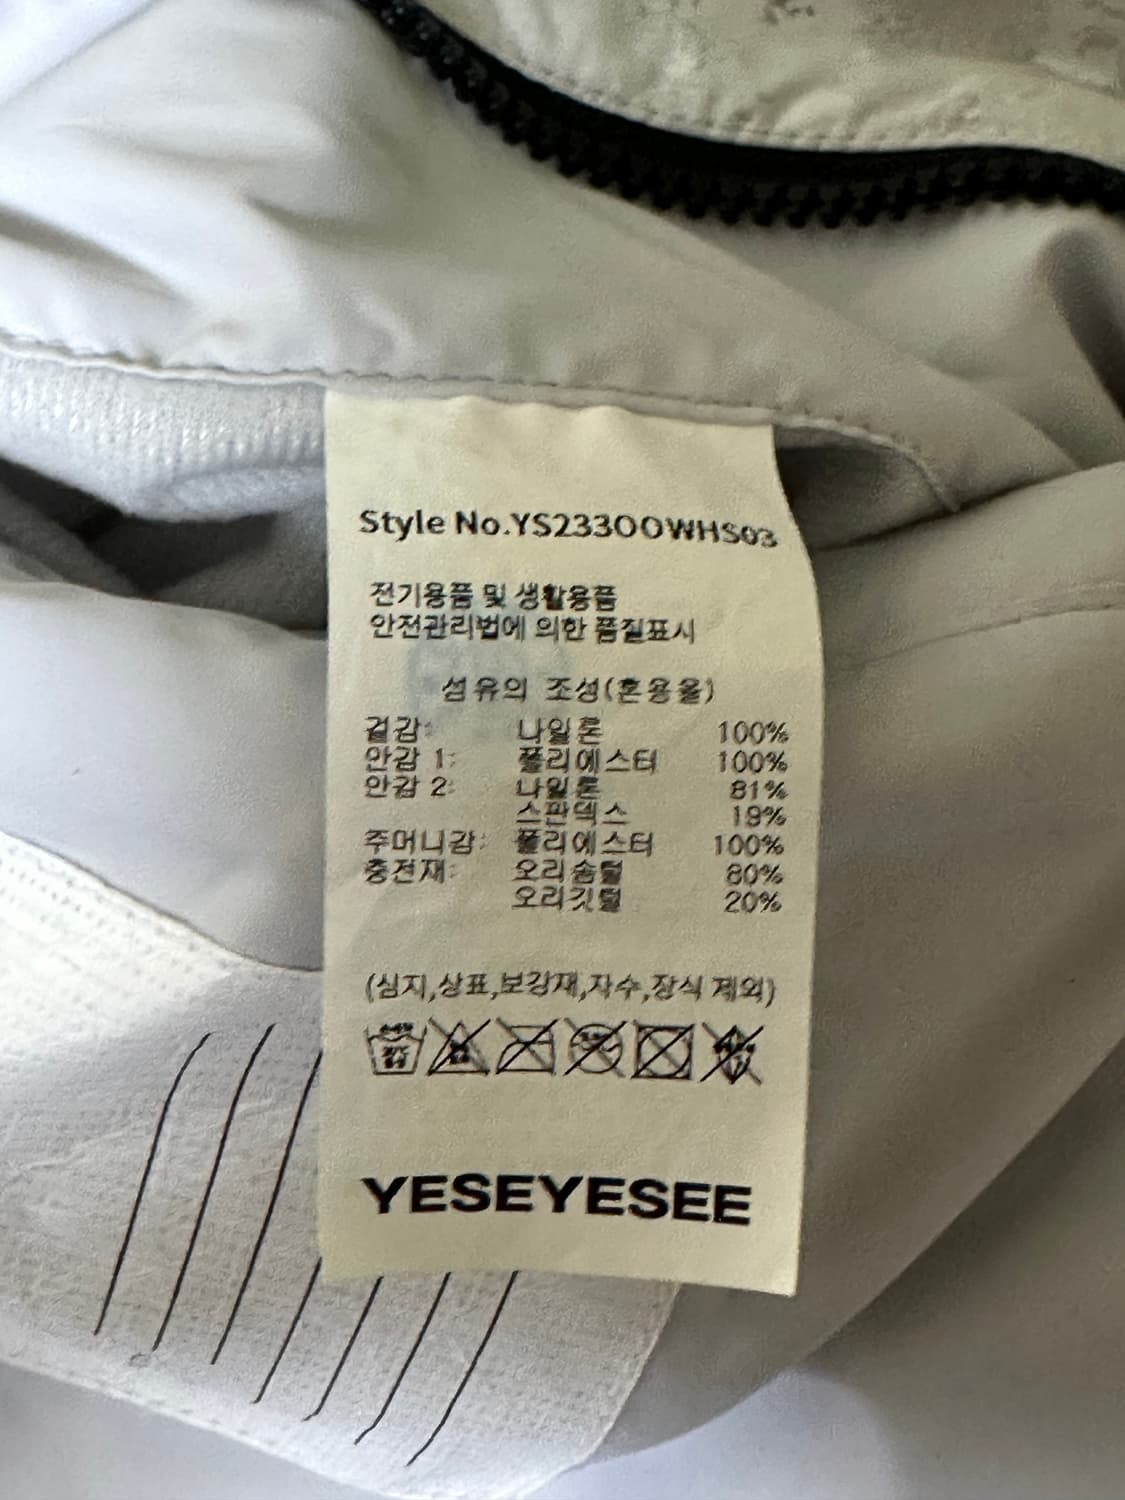 Style No.YS233OOWHS03
전기용품 및 생활용품
안전관리법에 의한 품질표시
섬유의 조성(혼용율)
겉감: 나일론 100%
안감 1: 폴리에스터 100%
안감 2: 나일론 81%
스판덱스 19%
주머니감: 폴리에스터 100%
충전재: 오리솜털 80%
오리깃털 20%
(심지,상표,보강재,자수,장식 제외)
YESEYESEE